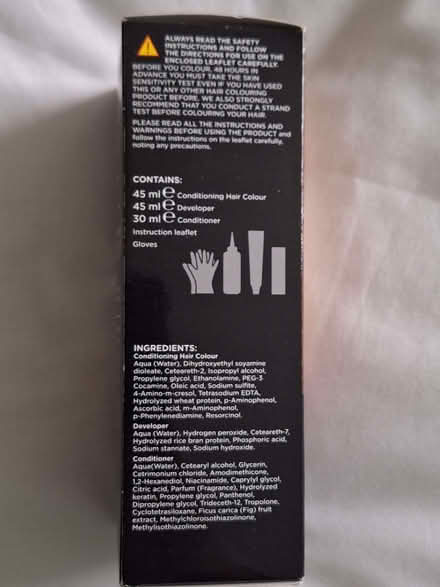 ALWAYS READ THE SAFETY
INSTRUCTIONS AND FOLLOW
THE DIRECTIONS FOR USE ON THE
ENCLOSED LEAFLET CAREFULLY.
BEFORE YOU COLOUR, 48 HOURS IN
ADVANCE YOU MUST TAKE THE SKIN
SENSITIVITY TEST EVEN IF YOU HAVE USED
THIS OR ANY OTHER HAIR COLOURING
PRODUCT BEFORE. WE ALSO STRONGLY
RECOMMEND THAT YOU CONDUCT A STRAND
TEST BEFORE COLOURING YOUR HAIR.
PLEASE READ ALL THE INSTRUCTIONS AND
WARNINGS BEFORE USING THE PRODUCT and
follow the instructions on the leaflet carefully,
noting any precautions.
CONTAINS:
45 ml ℮ Conditioning Hair Colour
45 ml ℮ Developer
30 ml ℮ Conditioner
Instruction leaflet
Gloves
INGREDIENTS:
Conditioning Hair Colour
Aqua (Water), Dihydroxyethyl soyamine
dioleate, Ceteareth-2, Isopropyl alcohol,
Propylene glycol, Ethanolamine, PEG-3
Cocamine, Oleic acid, Sodium sulfite,
4-Amino-m-cresol, Tetrasodium EDTA,
Hydrolyzed wheat protein, p-Aminophenol,
Ascorbic acid, m-Aminophenol,
p-Phenylenediamine, Resorcinol.
Developer
Aqua (Water), Hydrogen peroxide, Ceteareth-7,
Hydrolyzed rice bran protein, Phosphoric acid,
Sodium stannate, Sodium hydroxide.
Conditioner
Aqua(Water), Cetearyl alcohol, Glycerin,
Cetrimonium chloride, Amodimethicone,
1,2-Hexanediol, Niacinamide, Caprylyl glycol,
Citric acid, Parfum (Fragrance), Hydrolyzed
keratin, Propylene glycol, Panthenol,
Dipropylene glycol, Trideceth-12, Tropolone,
Cyclotetrasiloxane, Ficus carica (Fig) fruit
extract, Methylchloroisothiazolinone,
Methylisothiazolinone.